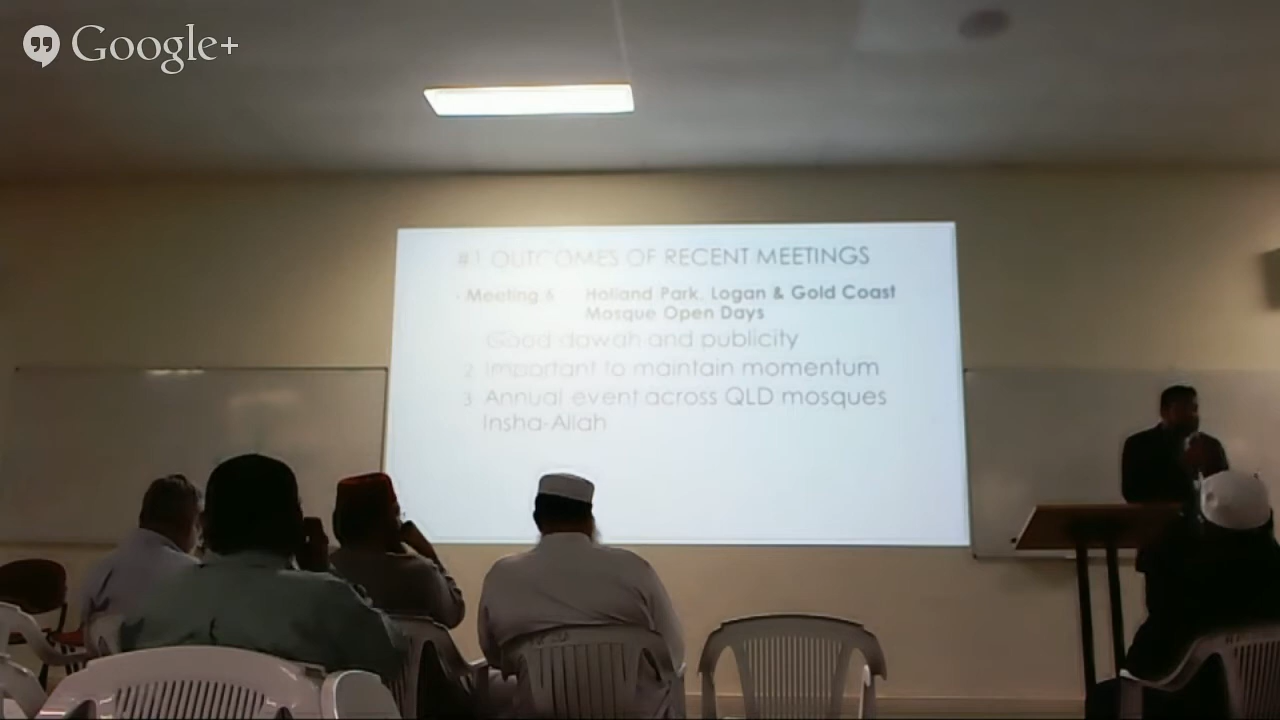 Google+
#1 OUTCOMES OF RECENT MEETINGS
Meeting 6 Holland Park, Logan & Gold Coast
Mosque Open Days
Good dawah and publicity
2 Important to maintain momentum
3 Annual event across QLD mosques
Insha-Allah